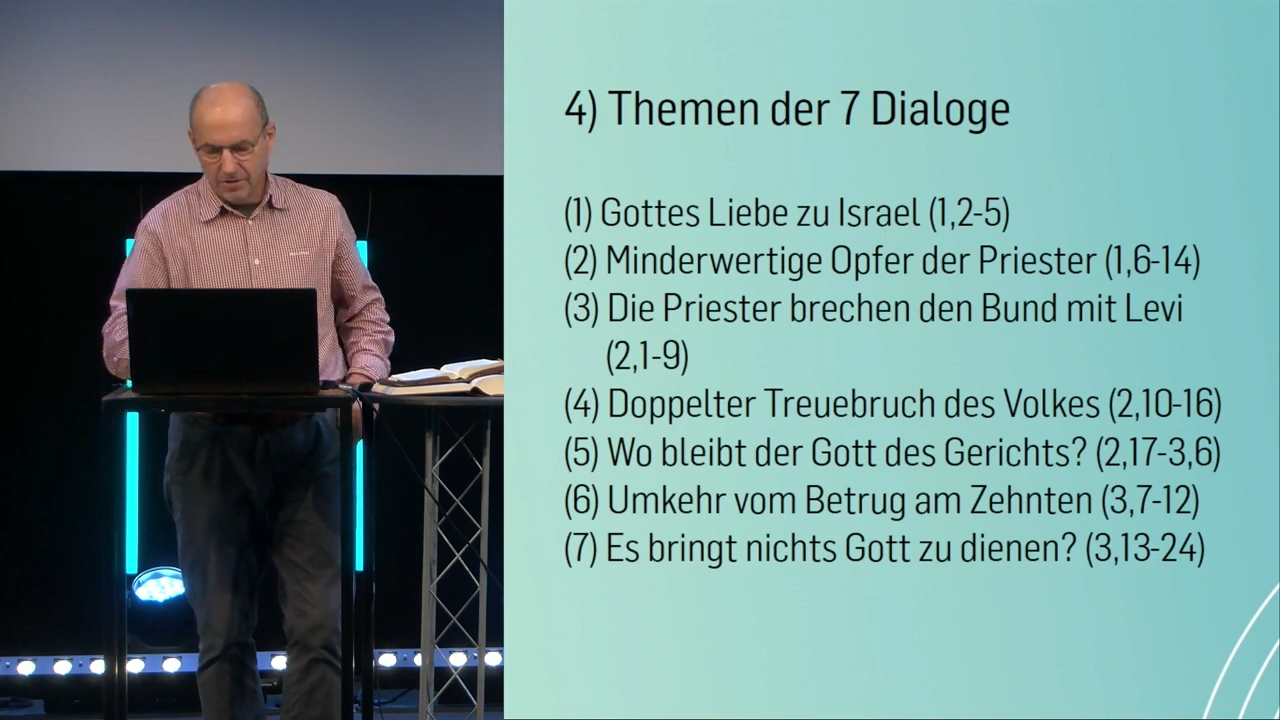 4) Themen der 7 Dialoge
(1) Gottes Liebe zu Israel (1,2-5)
(2) Minderwertige Opfer der Priester (1,6-14)
(3) Die Priester brechen den Bund mit Levi
(2,1-9)
(4) Doppelter Treuebruch des Volkes (2,10-16)
(5) Wo bleibt der Gott des Gerichts? (2,17-3,6)
(6) Umkehr vom Betrug am Zehnten (3,7-12)
(7) Es bringt nichts Gott zu dienen? (3,13-24)